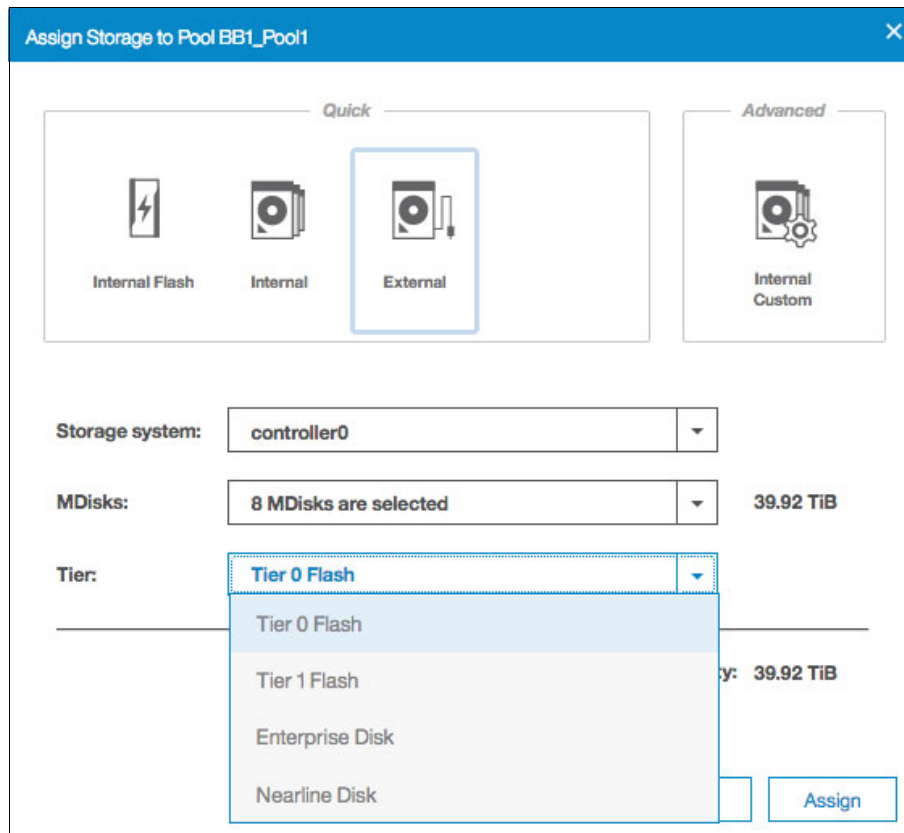 Assign Storage to Pool BB1_Pool1
Quick
Advanced
Internal Flash
Internal
External
Internal
Custom
Storage system:
controller0
MDisks:
8 MDisks are selected
39.92 TiB
Tier:
Tier 0 Flash
Tier 0 Flash
Tier 1 Flash
y: 39.92 TiB
Enterprise Disk
Nearline Disk
Assign